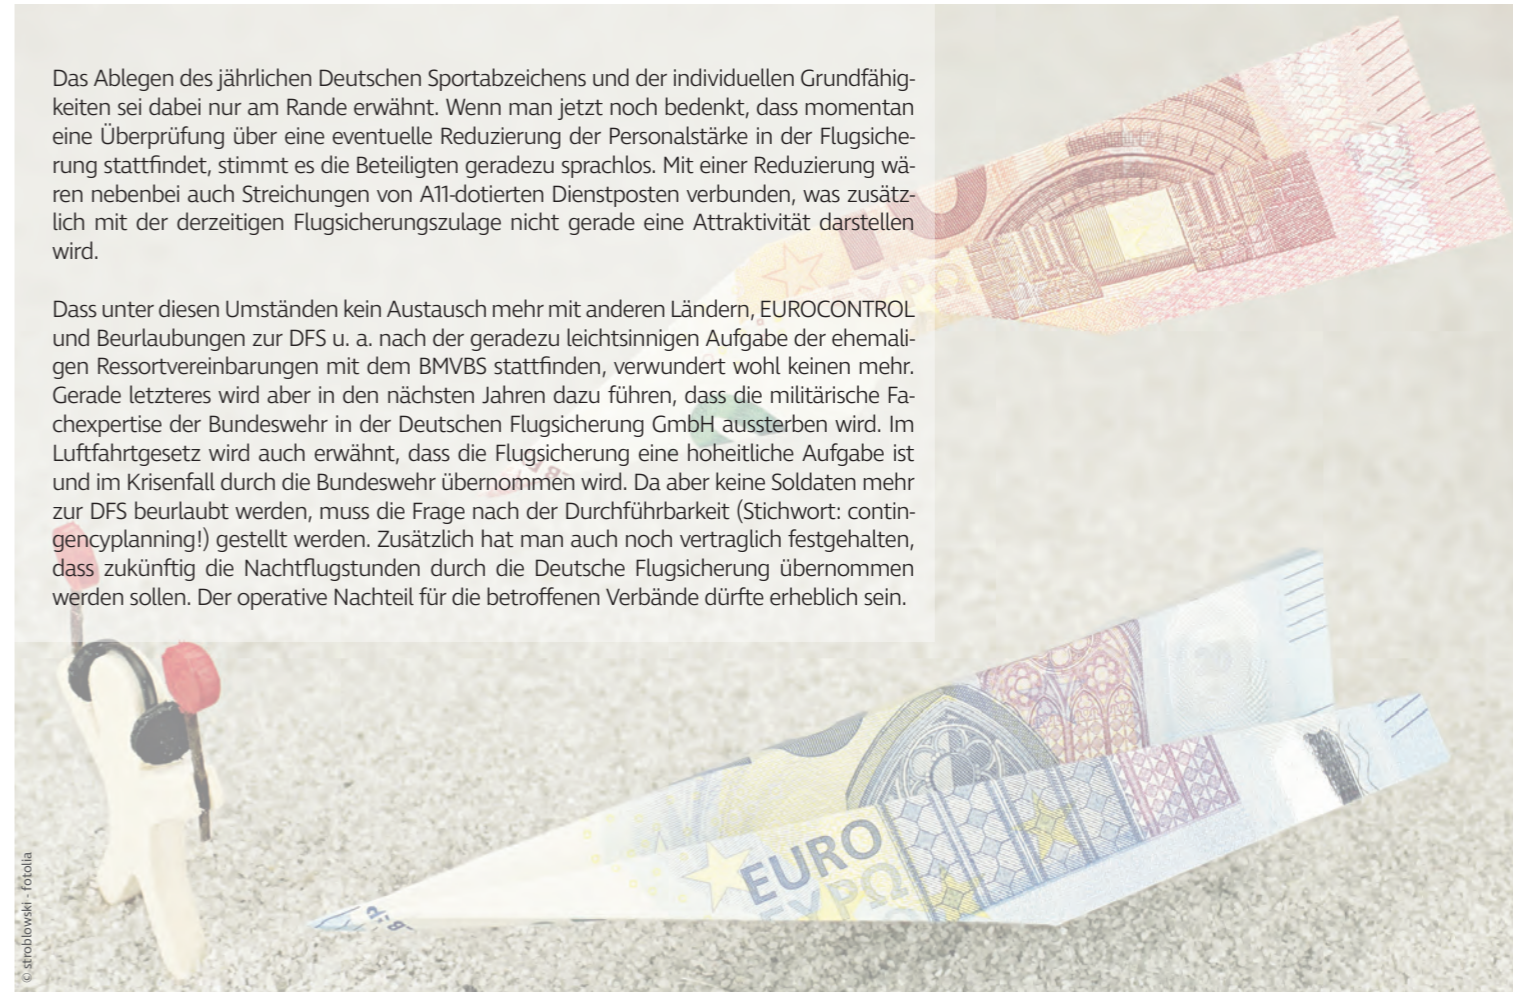 Das Ablegen des jährlichen Deutschen Sportabzeichens und der individuellen Grundfähig-
keiten sei dabei nur am Rande erwähnt. Wenn man jetzt noch bedenkt, dass momentan
eine Überprüfung über eine eventuelle Reduzierung der Personalstärke in der Flugsiche-
rung stattfindet, stimmt es die Beteiligten geradezu sprachlos. Mit einer Reduzierung wä-
ren nebenbei auch Streichungen von A11-dotierten Dienstposten verbunden, was zusätz-
lich mit der derzeitigen Flugsicherungszulage nicht gerade eine Attraktivität darstellen
wird.
Dass unter diesen Umständen kein Austausch mehr mit anderen Ländern, EUROCONTROL
und Beurlaubungen zur DFS u. a. nach der geradezu leichtsinnigen Aufgabe der ehemali-
gen Ressortvereinbarungen mit dem BMVBS stattfinden, verwundert wohl keinen mehr.
Gerade letzteres wird aber in den nächsten Jahren dazu führen, dass die militärische Fa-
chexpertise der Bundeswehr in der Deutschen Flugsicherung GmbH aussterben wird. Im
Luftfahrtgesetz wird auch erwähnt, dass die Flugsicherung eine hoheitliche Aufgabe ist
und im Krisenfall durch die Bundeswehr übernommen wird. Da aber keine Soldaten mehr
zur DFS beurlaubt werden, muss die Frage nach der Durchführbarkeit (Stichwort: contin-
gencyplanning!) gestellt werden. Zusätzlich hat man auch noch vertraglich festgehalten,
dass zukünftig die Nachtflugstunden durch die Deutsche Flugsicherung übernommen
werden sollen. Der operative Nachteil für die betroffenen Verbände dürfte erheblich sein.
10
20
EURO
ΕΥΡΩ
© stroblowski - fotolia